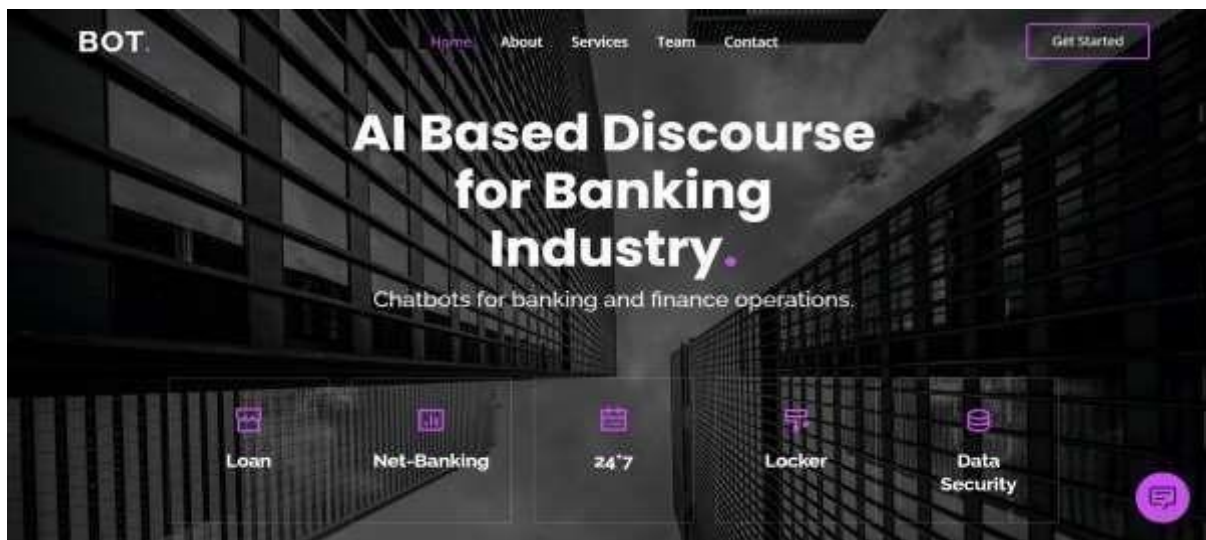 BOT.
Home About Services Team Contact
Get Started
AI Based Discourse
for Banking
Industry.
Chatbots for banking and finance operations.
Loan
Net-Banking
24*7
Locker
Data
Security